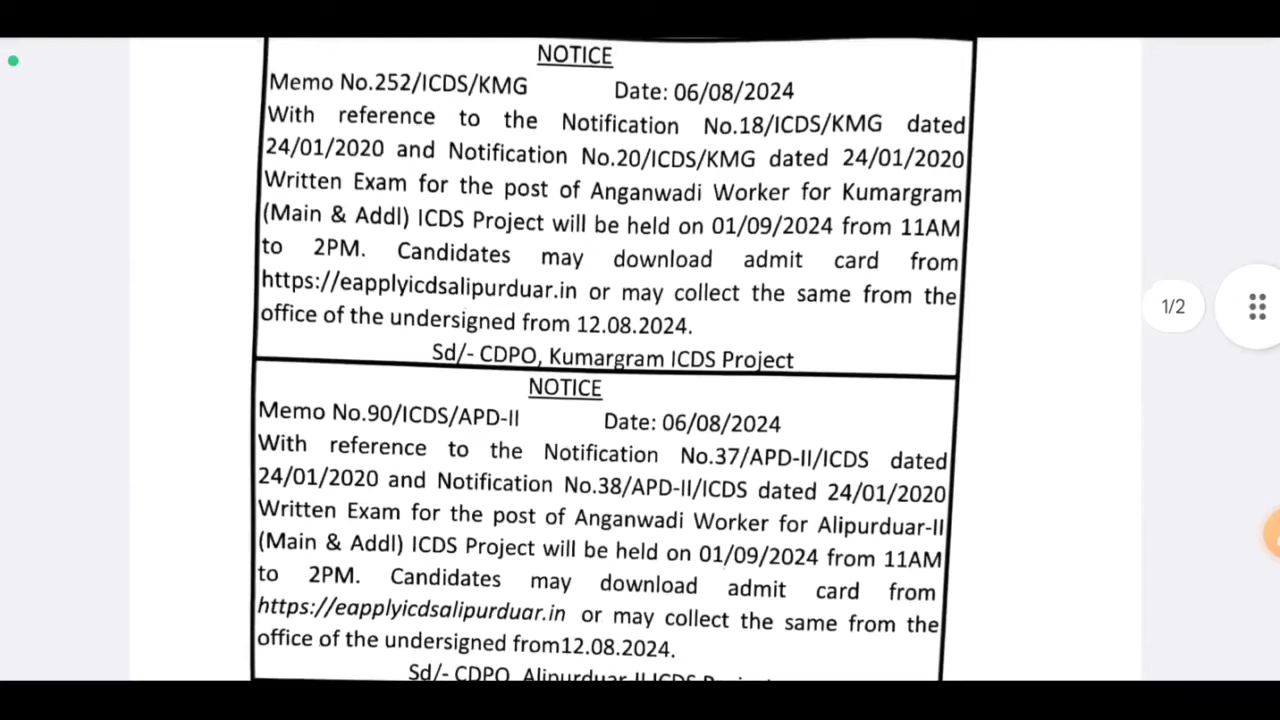 NOTICE
Memo No.252/ICDS/KMG Date: 06/08/2024
With reference to the Notification No.18/ICDS/KMG dated
24/01/2020 and Notification No.20/ICDS/KMG dated 24/01/2020
Written Exam for the post of Anganwadi Worker for Kumargram
(Main & Addl) ICDS Project will be held on 01/09/2024 from 11AM
to 2PM. Candidates may download admit card from
https://eapplyicdsalipurduar.in or may collect the same from the
office of the undersigned from 12.08.2024.
Sd/- CDPO, Kumargram ICDS Project
1/2
NOTICE
Memo No.90/ICDS/APD-II Date: 06/08/2024
With reference to the Notification No.37/APD-II/ICDS dated
24/01/2020 and Notification No.38/APD-II/ICDS dated 24/01/2020
Written Exam for the post of Anganwadi Worker for Alipurduar-II
(Main & Addl) ICDS Project will be held on 01/09/2024 from 11AM
to 2PM. Candidates may download admit card from
https://eapplyicdsalipurduar.in or may collect the same from the
office of the undersigned from12.08.2024.
Sd/- CDPO, Alipurduar II ICDS Project